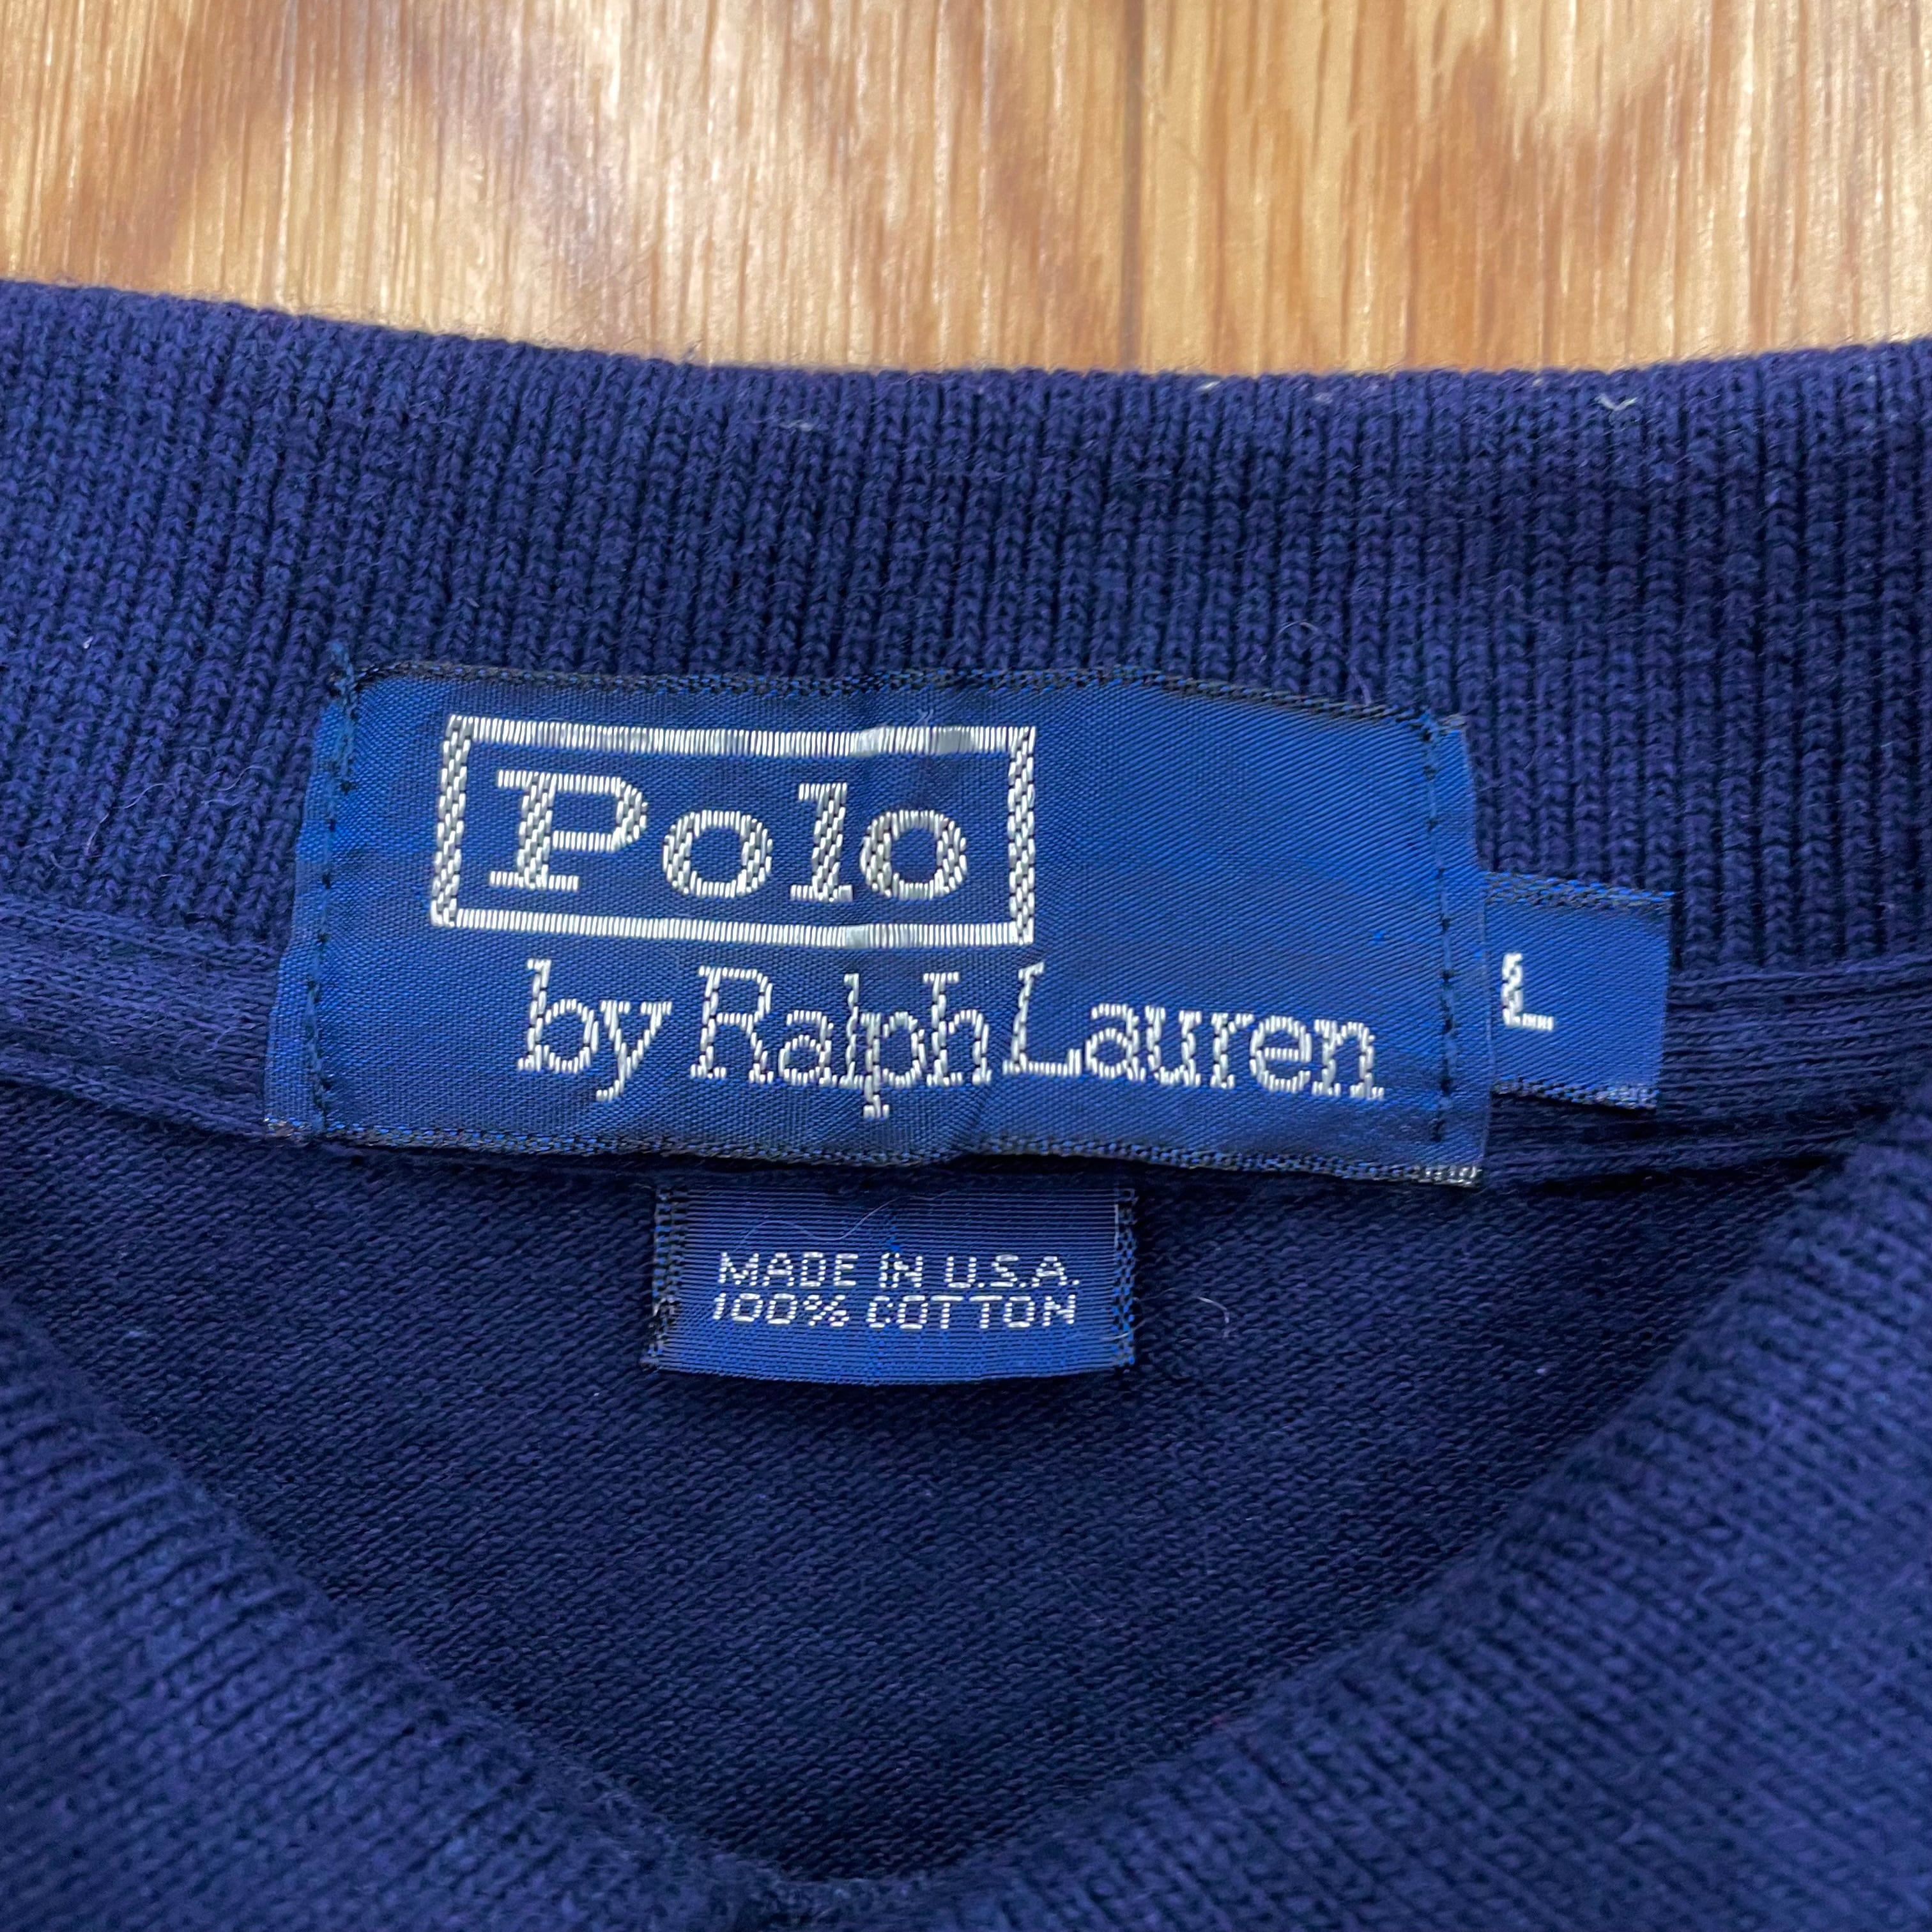 Polo
by Ralph Lauren
L
MADE IN U.S.A.
100% COTTON